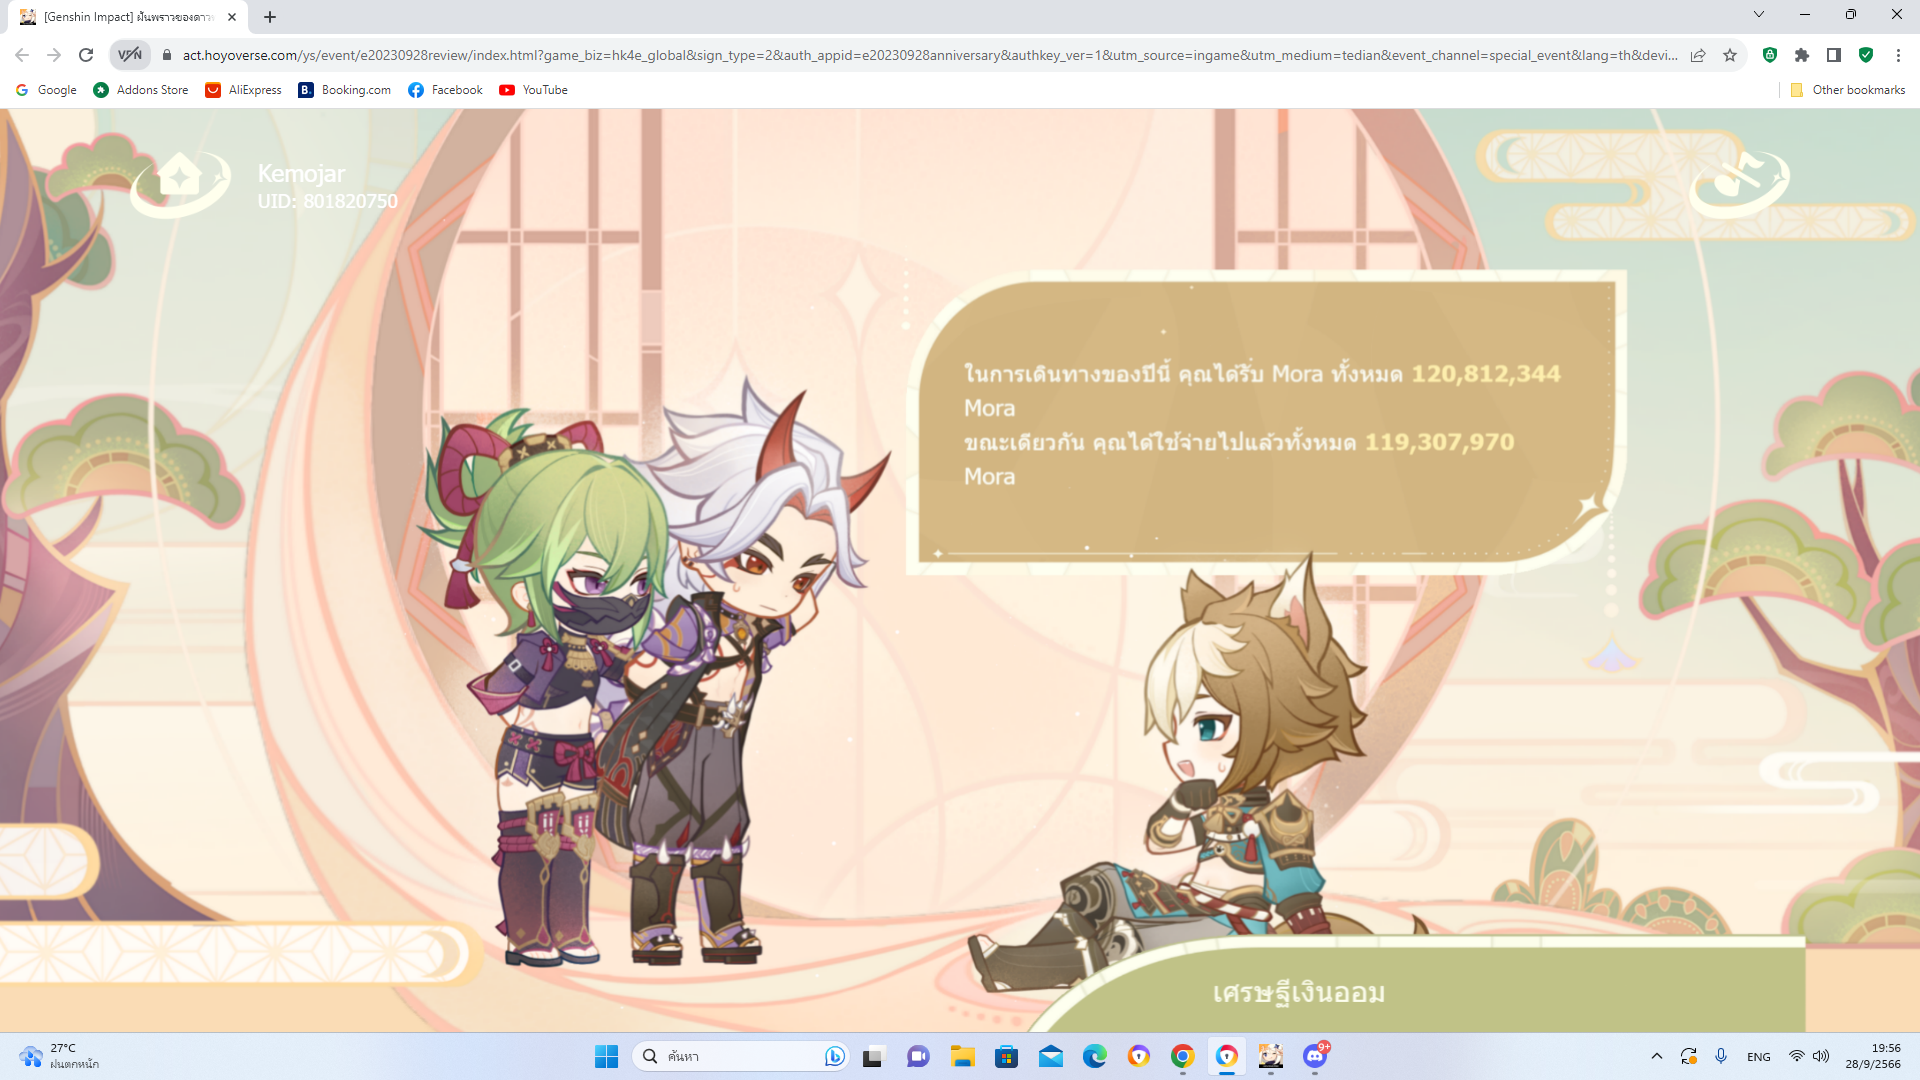 [Genshin Impact] ฝันพราวของดาว
VPN
act.hoyoverse.com/ys/event/e20230928review/index.html?game_biz=hk4e_global&sign_type=2&auth_appid=e20230928anniversary&authkey_ver=1&utm_source=ingame&utm_medium=tedian&event_channel=special_event&lang=th&devi...
Google
Addons Store
AliExpress
B.
Booking.com
Facebook
YouTube
Other bookmarks
Kemojar
UID: 801820750
ในการเดินทางของปีนี้ คุณได้รับ Mora ทั้งหมด 120,812,344
Mora
ขณะเดียวกัน คุณได้ใช้จ่ายไปแล้วทั้งหมด 119,307,970
Mora
เศรษฐีเงินออม
27°C
ฝนตกหนัก
ค้นหา
9+
ENG
19:56
28/9/2566